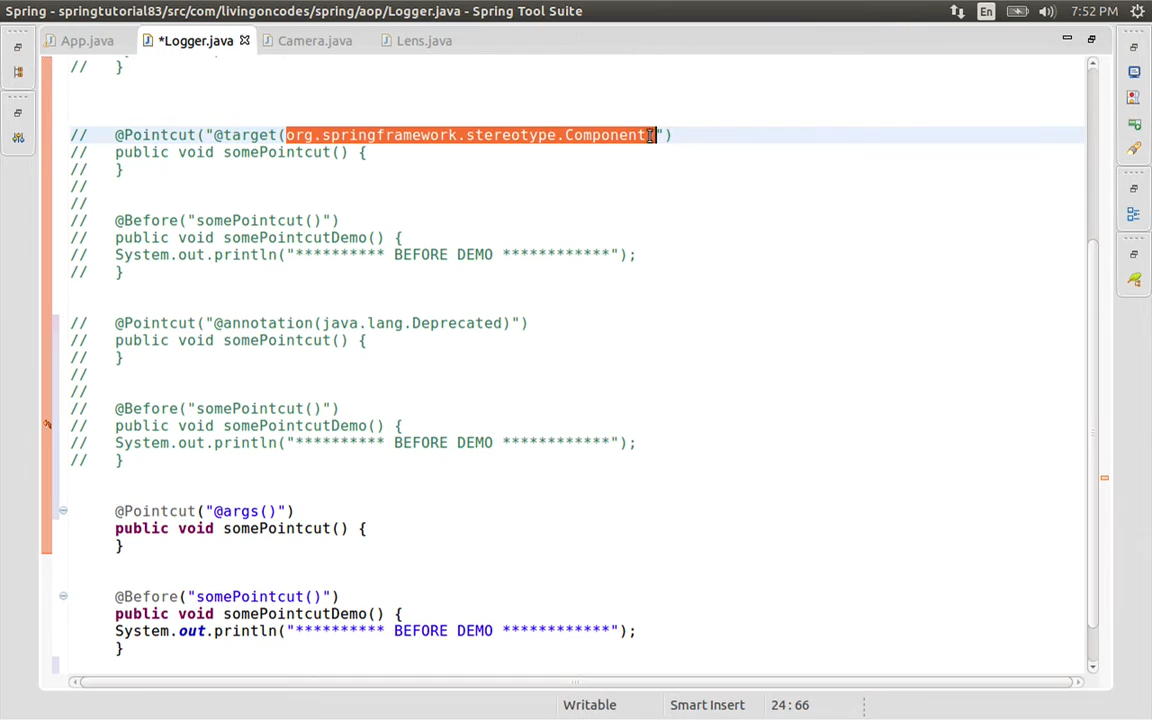 Spring - springtutorial83/src/com/livingoncodes/spring/aop/Logger.java - Spring Tool Suite
En
7:52 PM
App.java
*Logger.java
Camera.java
Lens.java
// }
// @Pointcut("@target(org.springframework.stereotype.Component)")
// public void somePointcut() {
// }
//
//
// @Before("somePointcut()")
// public void somePointcutDemo() {
// System.out.println("********** BEFORE DEMO ************");
// }
// @Pointcut("@annotation(java.lang.Deprecated)")
// public void somePointcut() {
// }
//
//
// @Before("somePointcut()")
// public void somePointcutDemo() {
// System.out.println("********** BEFORE DEMO ************");
// }
@Pointcut("@args()")
public void somePointcut() {
}
@Before("somePointcut()")
public void somePointcutDemo() {
System.out.println("********** BEFORE DEMO ************");
}
Writable
Smart Insert
24 : 66